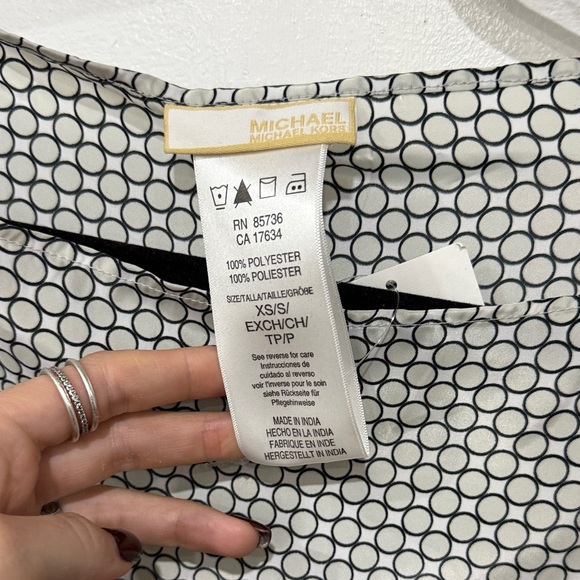 MICHAEL
MICHAEL KORS
RN 85736
CA 17634
100% POLYESTER
100% POLIESTER
SIZE/TALLA/TAILLE/GRÖBE
XS/S/
EXCH/CH/
TP/P
See reverse for care
Instrucciones de
cuidado al reverso
voir l'inverse pour le soin
siehe Rückseite für
Pflegehinweise
MADE IN INDIA
HECHO EN LA INDIA
FABRIQUE EN INDE
HERGESTELLT IN INDIA